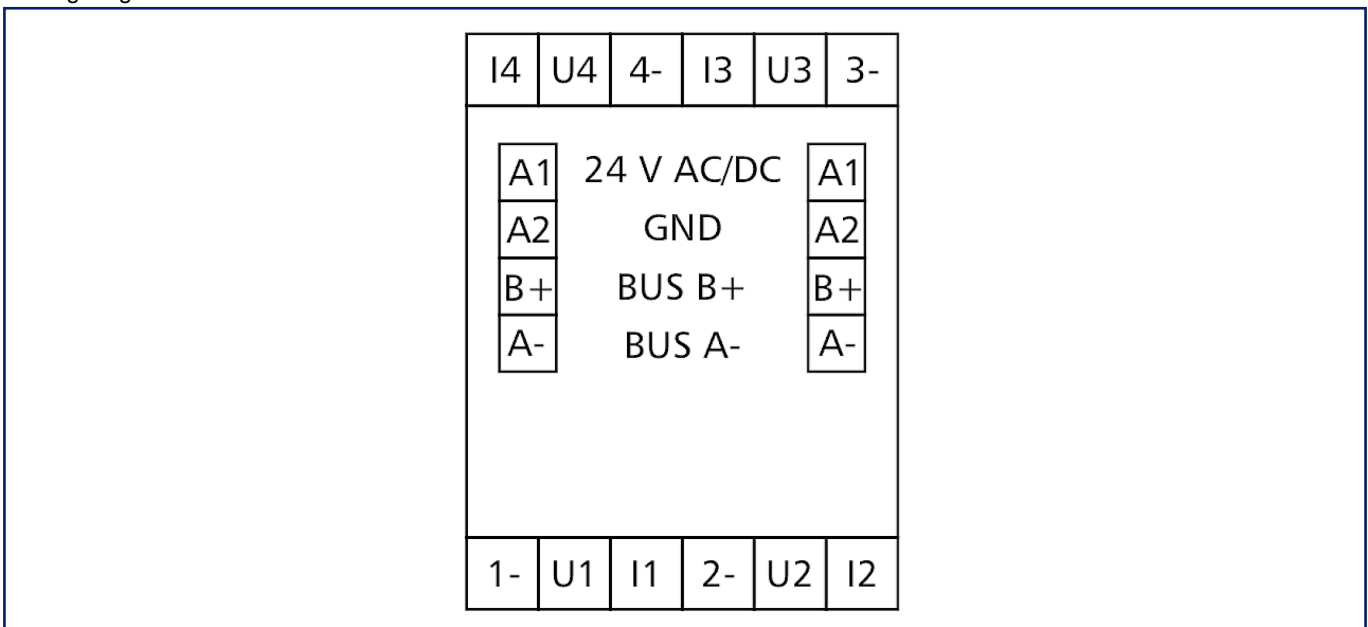 I4 U4 4- I3 U3 3-
A1 24 V AC/DC A1
A2 GND A2
B+ BUS B+ B+
A- BUS A- A-
1- U1 I1 2- U2 I2